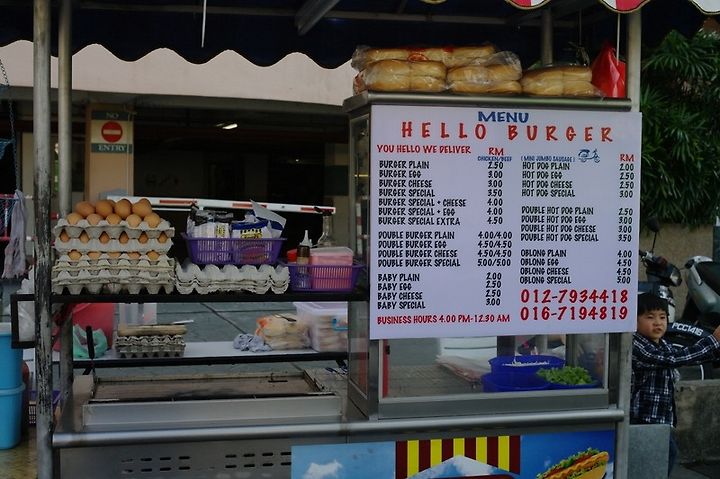 NO
ENTRY
MENU
HELLO BURGER
YOU HELLO WE DELIVER
RM
CHICKEN/BEEF
BURGER PLAIN 2.50
BURGER EGG 3.00
BURGER CHEESE 3.00
BURGER SPECIAL 3.50
BURGER SPECIAL + CHEESE 4.00
BURGER SPECIAL + EGG 4.00
BURGER SPECIAL EXTRA 4.50
DOUBLE BURGER PLAIN 4.00/4.00
DOUBLE BURGER EGG 4.50/4.50
DOUBLE BURGER CHEESE 4.50/4.50
DOUBLE BURGER SPECIAL 5.00/5.00
BABY PLAIN 2.00
BABY EGG 2.50
BABY CHEESE 2.50
BABY SPECIAL 3.00
BUSINESS HOURS 4.00 PM-12.30 AM
(MINI JUMBO SAUSAGE)
RM
HOT DOG PLAIN 2.00
HOT DOG EGG 2.50
HOT DOG CHEESE 2.50
HOT DOG SPECIAL 3.00
DOUBLE HOT DOG PLAIN 2.50
DOUBLE HOT DOG EGG 3.00
DOUBLE HOT DOG CHEESE 3.00
DOUBLE HOT DOG SPECIAL 3.50
OBLONG PLAIN 4.00
OBLONG EGG 4.50
OBLONG CHEESE 4.50
OBLONG SPECIAL 5.00
012-7934418
016-7194819